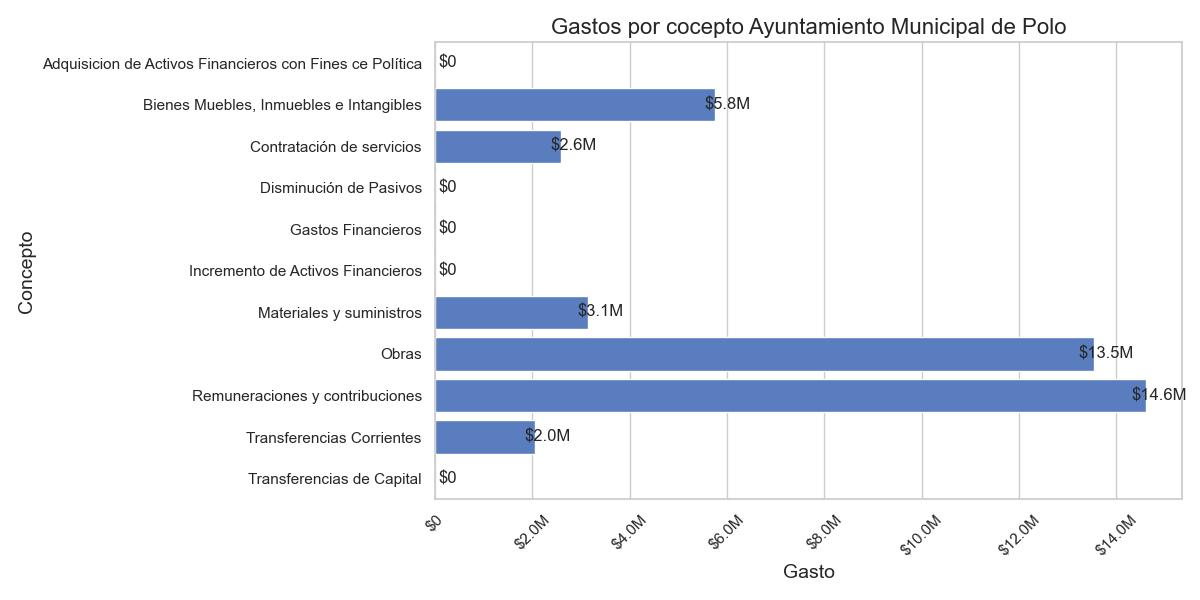 Gastos por cocepto Ayuntamiento Municipal de Polo
Concepto
Adquisicion de Activos Financieros con Fines ce Política $0
Bienes Muebles, Inmuebles e Intangibles $5.8M
Contratación de servicios $2.6M
Disminución de Pasivos $0
Gastos Financieros $0
Incremento de Activos Financieros $0
Materiales y suministros $3.1M
Obras $13.5M
Remuneraciones y contribuciones $14.6M
Transferencias Corrientes $2.0M
Transferencias de Capital $0
$0 $2.0M $4.0M $6.0M $8.0M $10.0M $12.0M $14.0M
Gasto